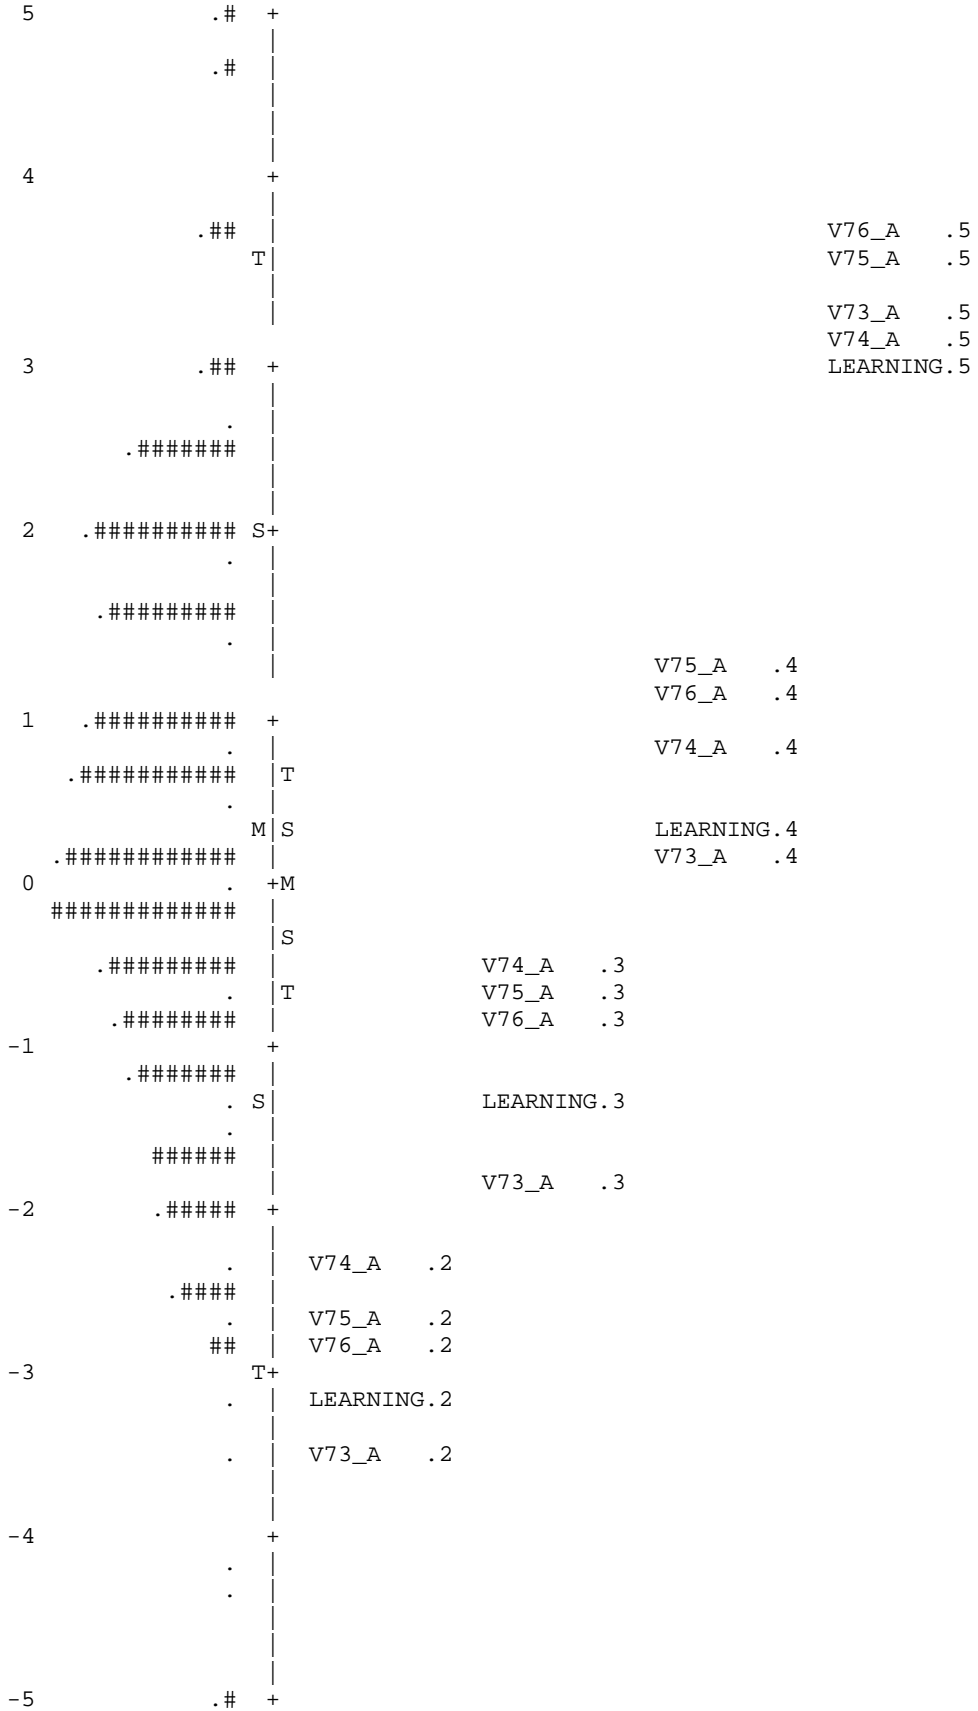 5 .# +
|
.# |
|
|
|
4 +
|
.## | V76_A .5
T| V75_A .5
|
| V73_A .5
V74_A .5
3 .## + LEARNING.5
|
. |
.####### |
|
|
2 .########## S+
. |
|
.######### |
. |
| V75_A .4
V76_A .4
1 .########## +
. | V74_A .4
.########### |T
. |
M|S LEARNING.4
.############ | V73_A .4
0 . +M
############# |
|S
.######### | V74_A .3
. |T V75_A .3
.######## | V76_A .3
-1 +
.####### |
. S| LEARNING.3
. |
###### |
| V73_A .3
-2 .##### +
|
. | V74_A .2
.#### |
. | V75_A .2
## | V76_A .2
-3 T+
. | LEARNING.2
|
. | V73_A .2
|
|
-4 +
. |
. |
|
|
|
-5 .# +